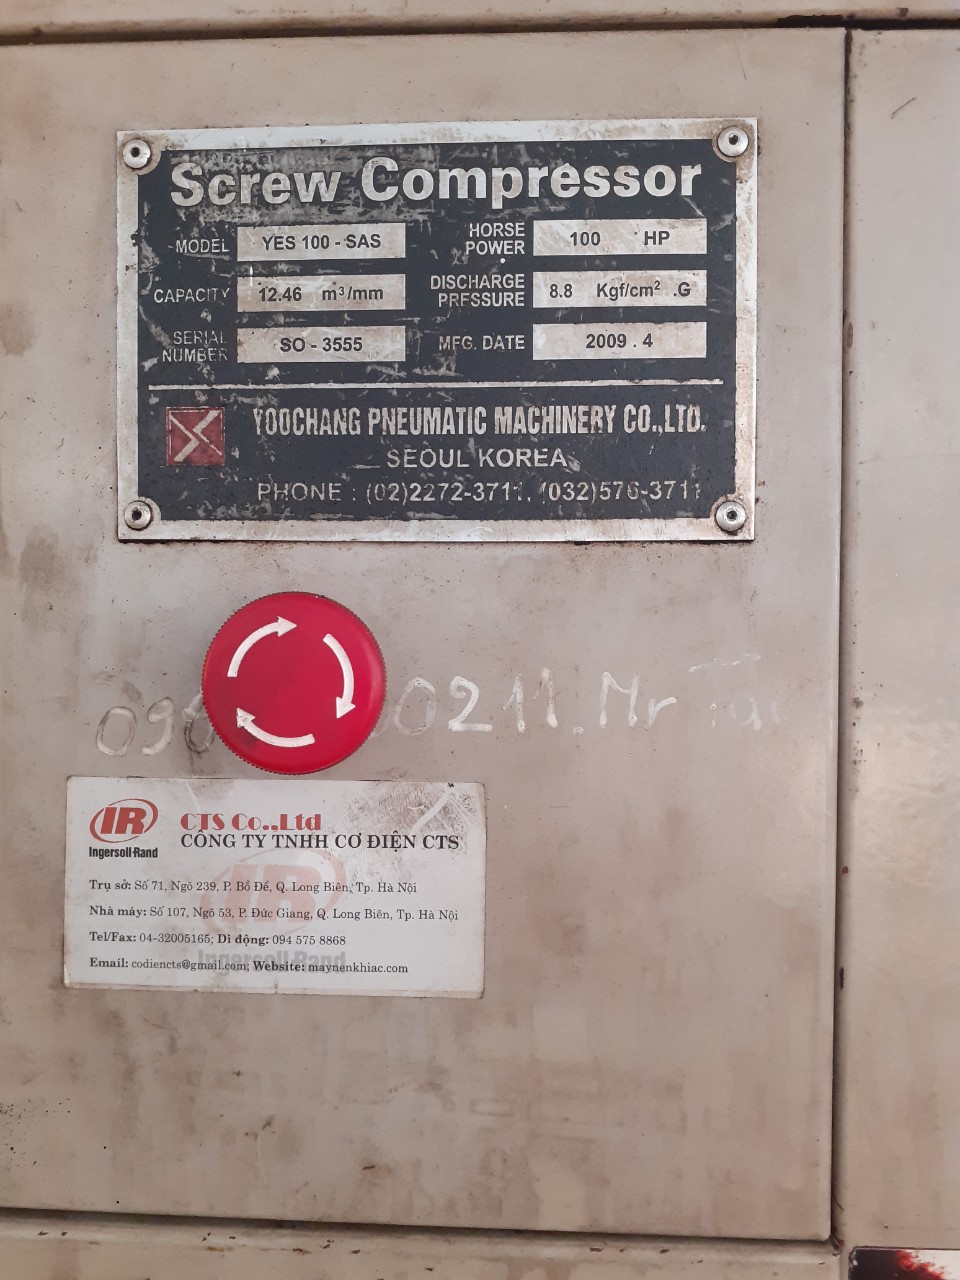 Screw Compressor
MODEL YES 100 - SAS HORSE POWER 100 HP
CAPACITY 12.46 m³/mm DISCHARGE PRESSURE 8.8 Kgf/cm² .G
SERIAL NUMBER SO - 3555 MFG. DATE 2009 . 4
YOOCHANG PNEUMATIC MACHINERY CO.,LTD.
SEOUL KOREA
PHONE : (02)2272-3711, (032)576-3711
0211. Mr
IR
Ingersoll-Rand
CTS Co.,Ltd
CÔNG TY TNHH CƠ ĐIỆN CTS
Trụ sở: Số 71, Ngõ 239, P. Bồ Đề, Q. Long Biên, Tp. Hà Nội
Nhà máy: Số 107, Ngõ 53, P. Đức Giang, Q. Long Biên, Tp. Hà Nội
Tel/Fax: 04-32005165; Di động: 094 575 8868
Email: codiencts@gmail.com; Website: maynenkhiac.com